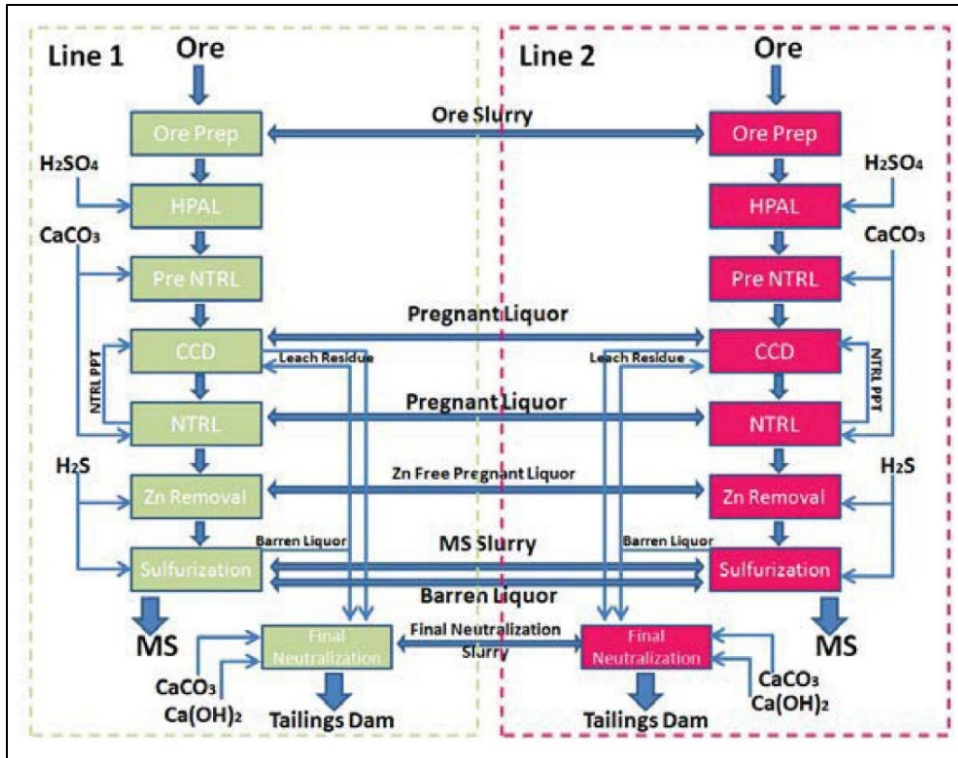 Line 1
Ore
Ore Prep
H₂SO₄
HPAL
CaCO₃
Pre NTRL
CCD
Leach Residue
NTRL PPT
NTRL
H₂S
Zn Removal
Barren Liquor
Sulfurization
MS
Final
Neutralization
CaCO₃
Ca(OH)₂
Tailings Dam
Ore Slurry
Pregnant Liquor
Pregnant Liquor
Zn Free Pregnant Liquor
MS Slurry
Barren Liquor
Final Neutralization
Slurry
Line 2
Ore
Ore Prep
H₂SO₄
HPAL
CaCO₃
Pre NTRL
CCD
Leach Residue
NTRL PPT
NTRL
H₂S
Zn Removal
Barren Liquor
Sulfurization
MS
Final
Neutralization
CaCO₃
Ca(OH)₂
Tailings Dam